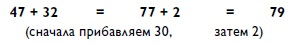 47 + 32 = 77 + 2 = 79
(сначала прибавляем 30, затем 2)